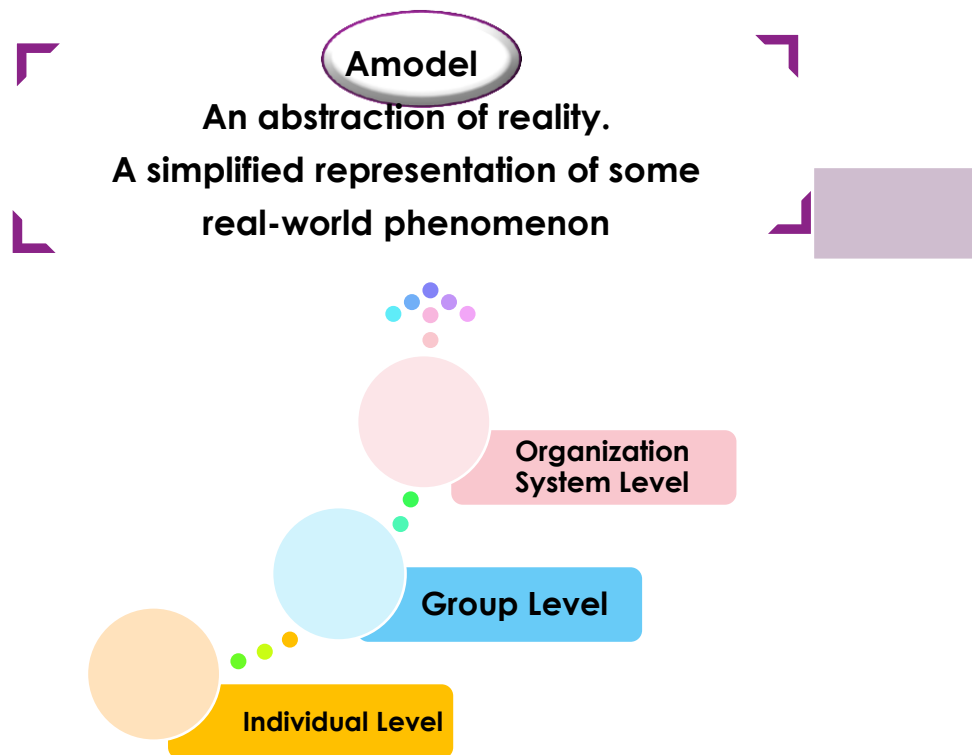 Amodel
An abstraction of reality.
A simplified representation of some
real-world phenomenon
Organization
System Level
Group Level
Individual Level